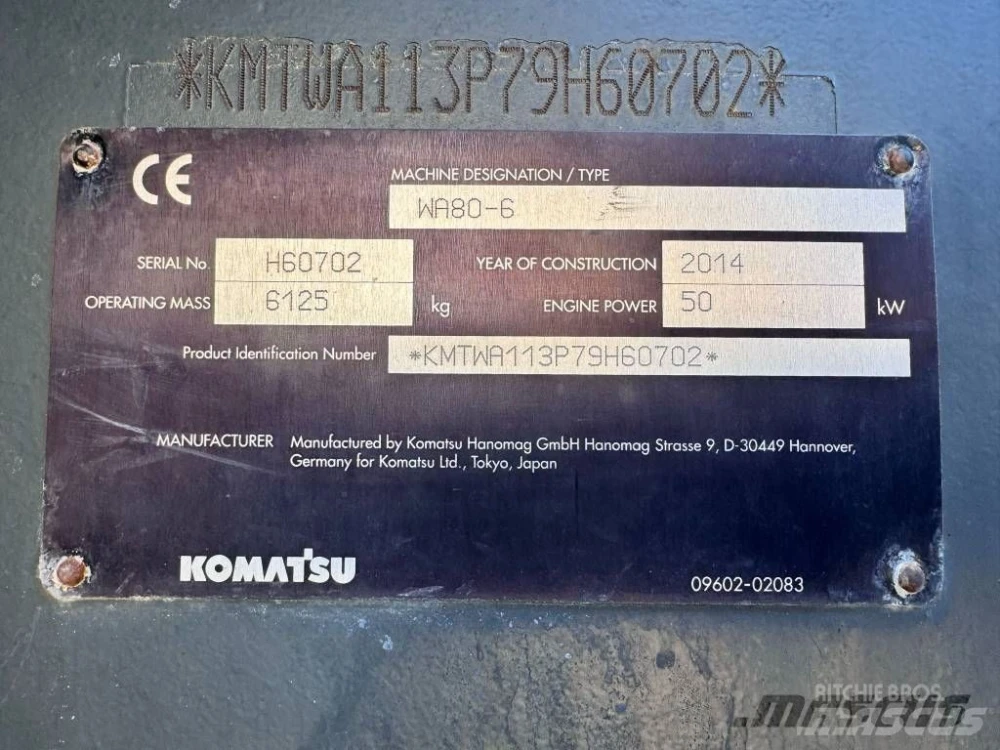 *KMTWA113P79H60702*
CE
MACHINE DESIGNATION / TYPE
WA80-6
SERIAL No. H60702 YEAR OF CONSTRUCTION 2014
OPERATING MASS 6125 kg ENGINE POWER 50 kW
Product Identification Number *KMTWA113P79H60702*
MANUFACTURER Manufactured by Komatsu Hanomag GmbH Hanomag Strasse 9, D-30449 Hannover,
Germany for Komatsu Ltd., Tokyo, Japan
KOMATSU
09602-02083
RITCHIE BROS.
mascus